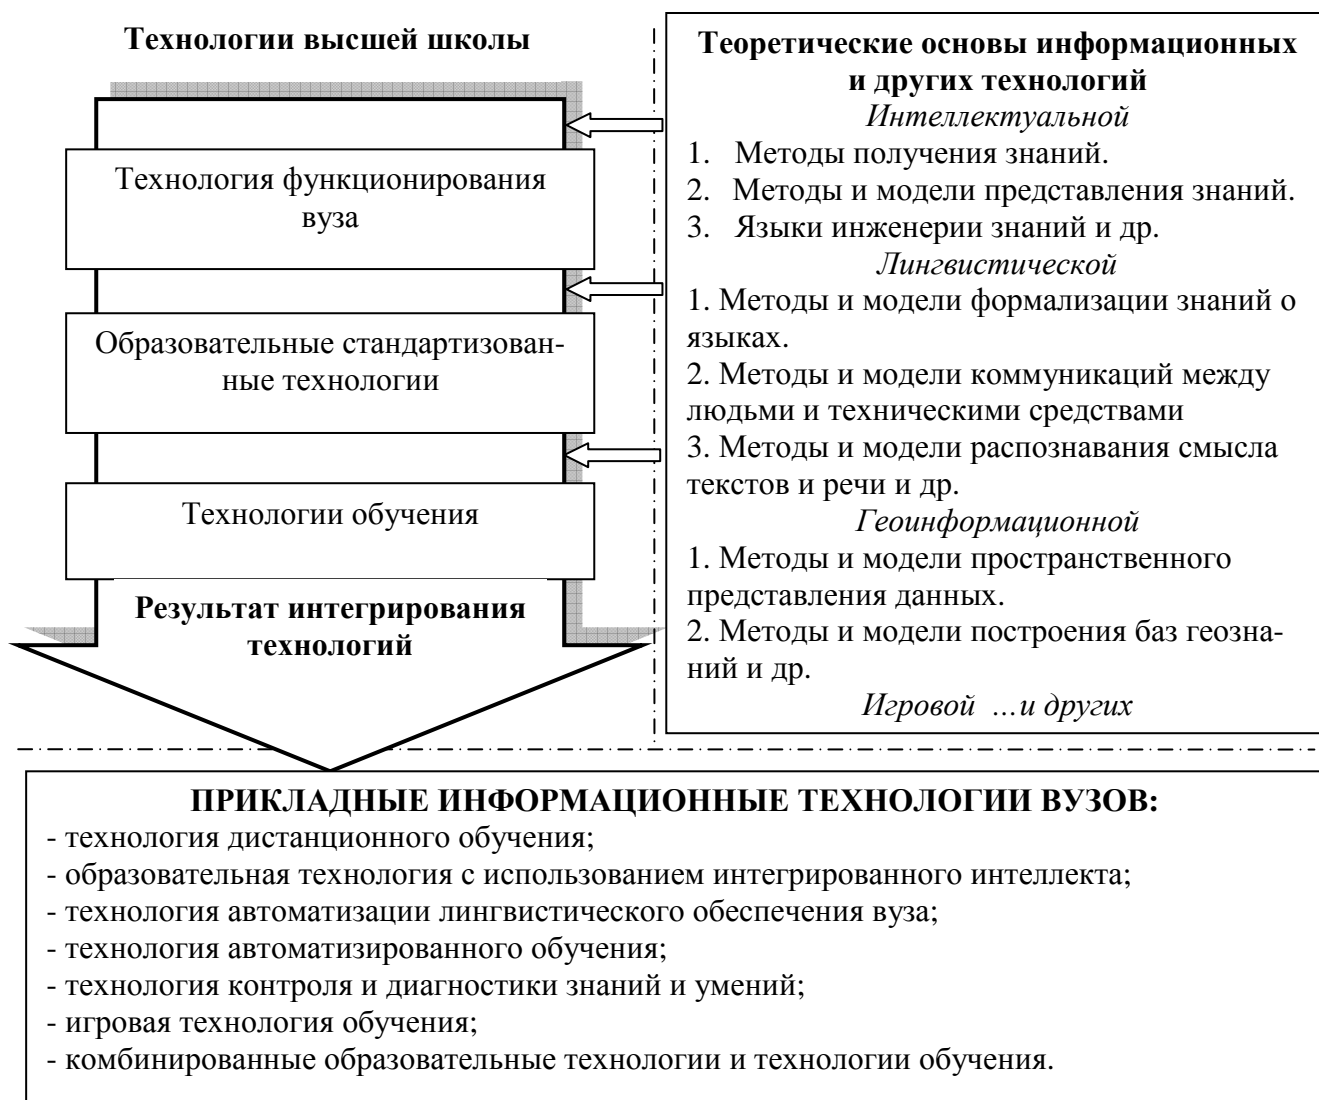 Технологии высшей школы
Технология функционирования
вуза
Образовательные стандартизован-
ные технологии
Технологии обучения
Результат интегрирования
технологий
Теоретические основы информационных
и других технологий
Интеллектуальной
1. Методы получения знаний.
2. Методы и модели представления знаний.
3. Языки инженерии знаний и др.
Лингвистической
1. Методы и модели формализации знаний о
языках.
2. Методы и модели коммуникаций между
людьми и техническими средствами
3. Методы и модели распознавания смысла
текстов и речи и др.
Геоинформационной
1. Методы и модели пространственного
представления данных.
2. Методы и модели построения баз геозна-
ний и др.
Игровой ...и других
ПРИКЛАДНЫЕ ИНФОРМАЦИОННЫЕ ТЕХНОЛОГИИ ВУЗОВ:
- технология дистанционного обучения;
- образовательная технология с использованием интегрированного интеллекта;
- технология автоматизации лингвистического обеспечения вуза;
- технология автоматизированного обучения;
- технология контроля и диагностики знаний и умений;
- игровая технология обучения;
- комбинированные образовательные технологии и технологии обучения.